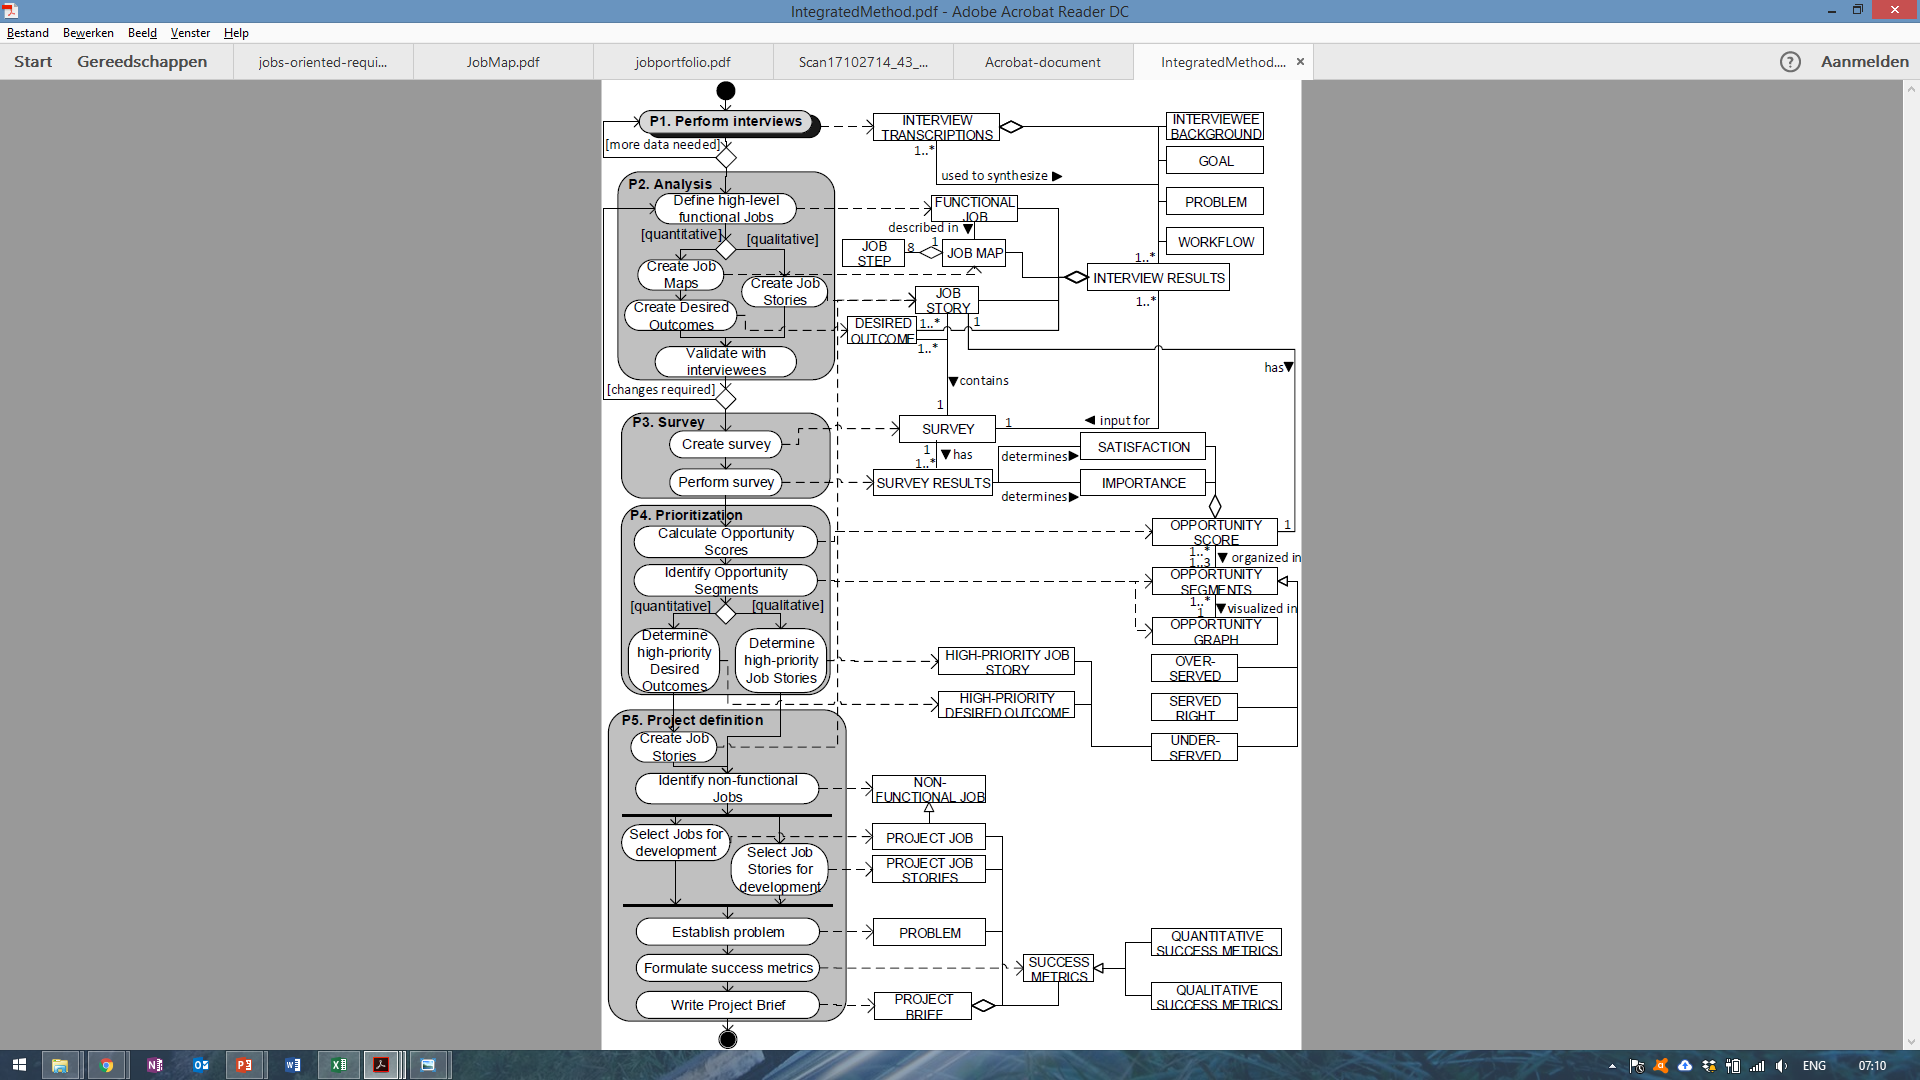 IntegratedMethod.pdf - Adobe Acrobat Reader DC
Bestand Bewerken Beeld Venster Help
Start Gereedschappen jobs-oriented-requi... JobMap.pdf jobportfolio.pdf Scan17102714_43_... Acrobat-document IntegratedMethod.... × ? Aanmelden
P1. Perform interviews
[more data needed]
INTERVIEW
TRANSCRIPTIONS
1..*
used to synthesize
INTERVIEWEE
BACKGROUND
GOAL
PROBLEM
WORKFLOW
1..*
INTERVIEW RESULTS
1..*
P2. Analysis
Define high-level
functional Jobs
[quantitative]
[qualitative]
Create Job
Maps
Create Job
Stories
Create Desired
Outcomes
Validate with
interviewees
[changes required]
FUNCTIONAL
JOB
described in
JOB
STEP
8
1
JOB MAP
JOB
STORY
DESIRED
OUTCOME
1..*
1
1..*
contains
1
has
input for
P3. Survey
Create survey
Perform survey
SURVEY
1
1
has
1..*
SURVEY RESULTS
determines
determines
SATISFACTION
IMPORTANCE
P4. Prioritization
Calculate Opportunity
Scores
Identify Opportunity
Segments
[quantitative]
[qualitative]
Determine
high-priority
Desired
Outcomes
Determine
high-priority
Job Stories
OPPORTUNITY
SCORE
1
1..*
organized in
1..3
OPPORTUNITY
SEGMENTS
1..*
visualized in
1
OPPORTUNITY
GRAPH
HIGH-PRIORITY JOB
STORY
HIGH-PRIORITY
DESIRED OUTCOME
OVER-
SERVED
SERVED
RIGHT
UNDER-
SERVED
P5. Project definition
Create Job
Stories
Identify non-functional
Jobs
Select Jobs for
development
Select Job
Stories for
development
Establish problem
Formulate success metrics
Write Project Brief
NON-
FUNCTIONAL JOB
PROJECT JOB
PROJECT JOB
STORIES
PROBLEM
SUCCESS
METRICS
PROJECT
BRIEF
QUANTITATIVE
SUCCESS METRICS
QUALITATIVE
SUCCESS METRICS
ENG 07:10